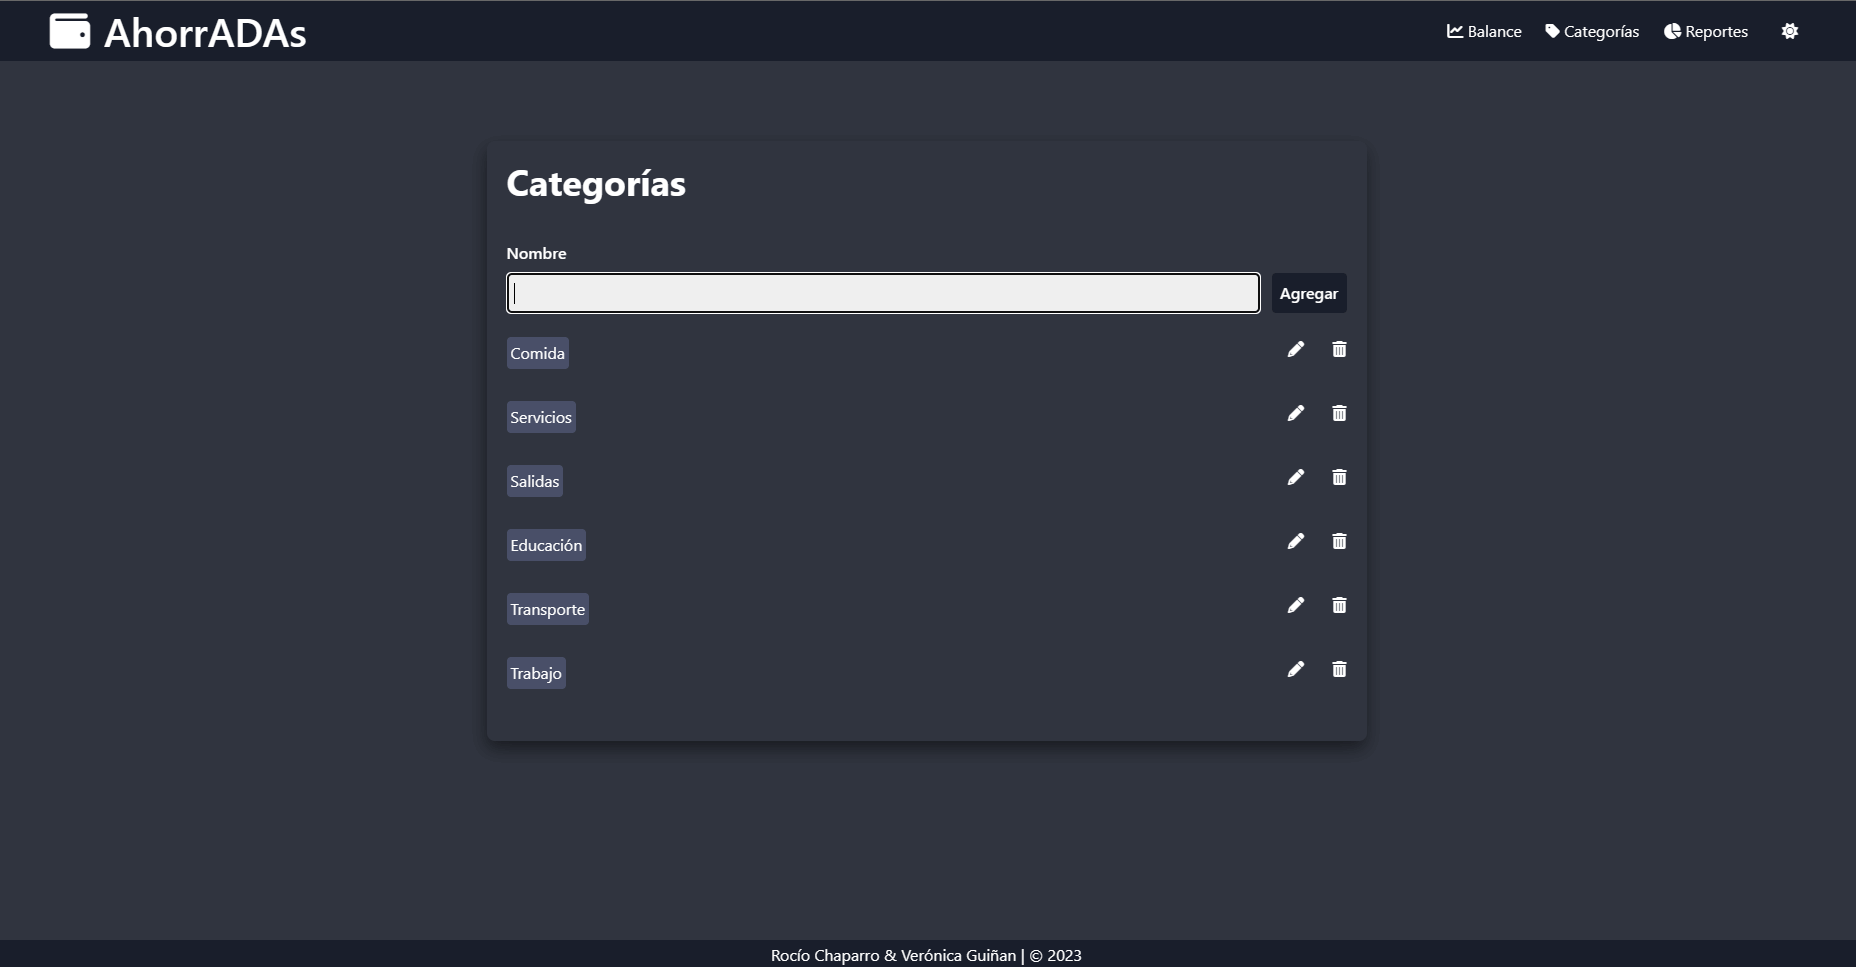 AhorrADAs
Balance Categorías Reportes
Categorías
Nombre
Agregar
Comida
Servicios
Salidas
Educación
Transporte
Trabajo
Rocío Chaparro & Verónica Guiñan | © 2023